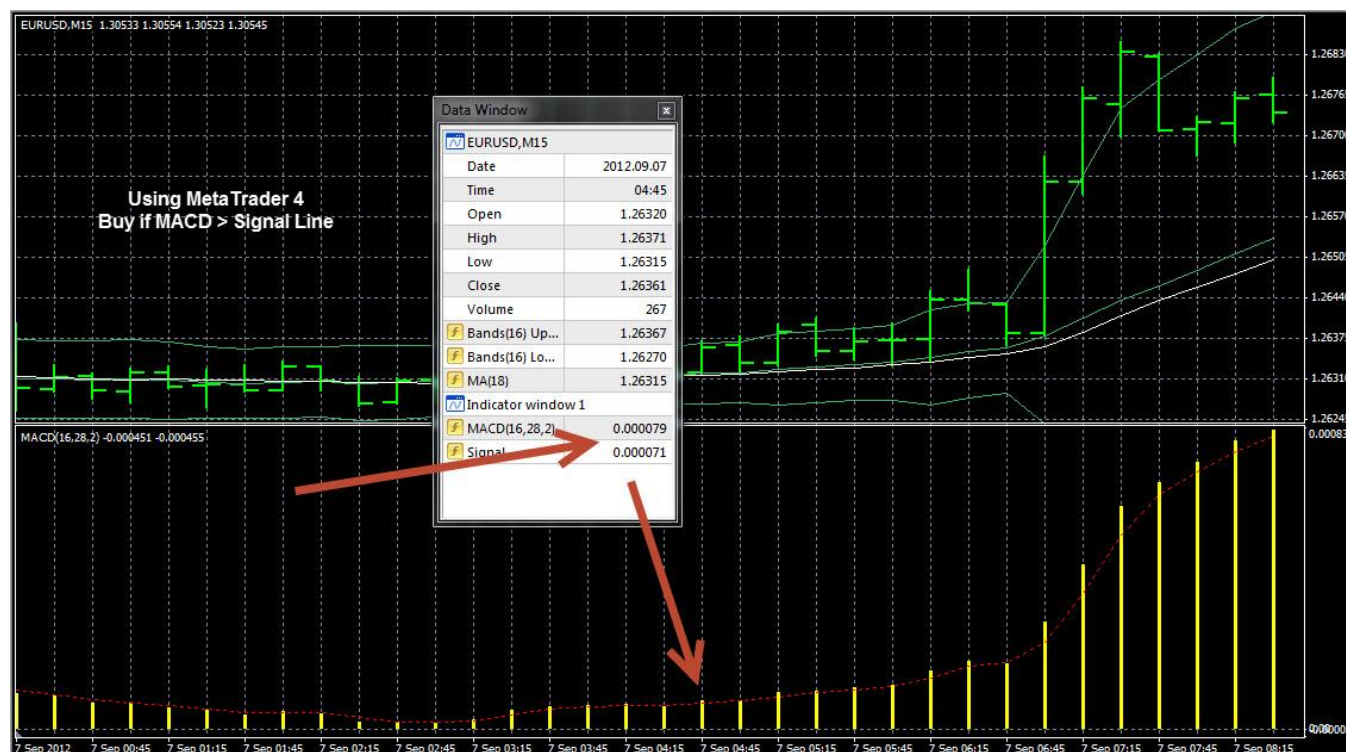 EURUSD,M15 1.30533 1.30554 1.30523 1.30545
1.26830
1.26765
1.26700
1.26635
1.26570
1.26505
1.26440
1.26375
1.26310
1.26245
Using MetaTrader 4
Buy if MACD > Signal Line
Data Window
EURUSD,M15
Date 2012.09.07
Time 04:45
Open 1.26320
High 1.26371
Low 1.26315
Close 1.26361
Volume 267
Bands(16) Up... 1.26367
Bands(16) Lo... 1.26270
MA(18) 1.26315
Indicator window 1
MACD(16,28,2) 0.000079
Signal 0.000071
MACD(16,28,2) -0.000451 -0.000455
7 Sep 2012 7 Sep 00:45 7 Sep 01:15 7 Sep 01:45 7 Sep 02:15 7 Sep 02:45 7 Sep 03:15 7 Sep 03:45 7 Sep 04:15 7 Sep 04:45 7 Sep 05:15 7 Sep 05:45 7 Sep 06:15 7 Sep 06:45 7 Sep 07:15 7 Sep 07:45 7 Sep 08:15